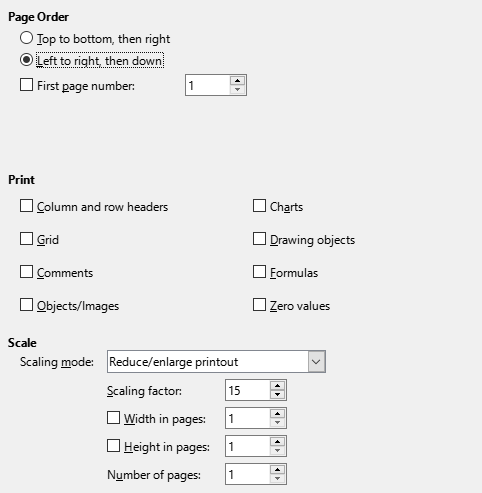 Page Order
Top to bottom, then right
Left to right, then down
First page number: 1
Print
Column and row headers Charts
Grid Drawing objects
Comments Formulas
Objects/Images Zero values
Scale
Scaling mode: Reduce/enlarge printout
Scaling factor: 15
Width in pages: 1
Height in pages: 1
Number of pages: 1